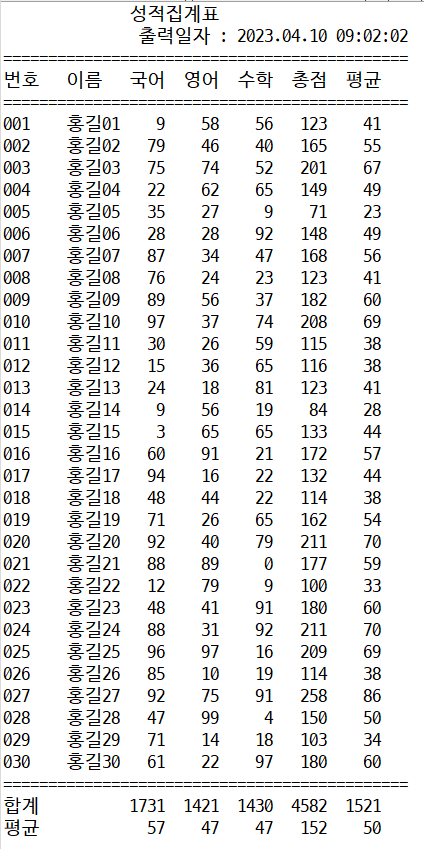 성적집계표
출력일자 : 2023.04.10 09:02:02
=============================================
번호 이름 국어 영어 수학 총점 평균
=============================================
001 홍길01 9 58 56 123 41
002 홍길02 79 46 40 165 55
003 홍길03 75 74 52 201 67
004 홍길04 22 62 65 149 49
005 홍길05 35 27 9 71 23
006 홍길06 28 28 92 148 49
007 홍길07 87 34 47 168 56
008 홍길08 76 24 23 123 41
009 홍길09 89 56 37 182 60
010 홍길10 97 37 74 208 69
011 홍길11 30 26 59 115 38
012 홍길12 15 36 65 116 38
013 홍길13 24 18 81 123 41
014 홍길14 9 56 19 84 28
015 홍길15 3 65 65 133 44
016 홍길16 60 91 21 172 57
017 홍길17 94 16 22 132 44
018 홍길18 48 44 22 114 38
019 홍길19 71 26 65 162 54
020 홍길20 92 40 79 211 70
021 홍길21 88 89 0 177 59
022 홍길22 12 79 9 100 33
023 홍길23 48 41 91 180 60
024 홍길24 88 31 92 211 70
025 홍길25 96 97 16 209 69
026 홍길26 85 10 19 114 38
027 홍길27 92 75 91 258 86
028 홍길28 47 99 4 150 50
029 홍길29 71 14 18 103 34
030 홍길30 61 22 97 180 60
=============================================
합계 1731 1421 1430 4582 1521
평균 57 47 47 152 50